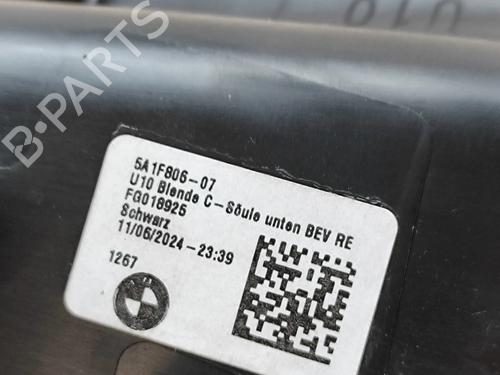 B-PARTS
5A1F806-07
U10 Blende C-Säule unten BEV RE
FG018925
Schwarz
11/06/2024-23:39
1267